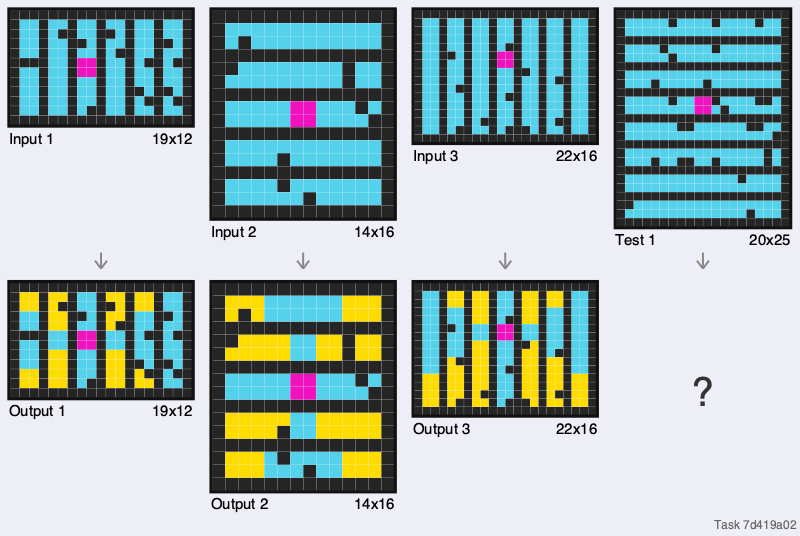 Input 1 19x12
Input 2 14x16
Input 3 22x16
Test 1 20x25
Output 1 19x12
Output 2 14x16
Output 3 22x16
?
Task 7d419a02